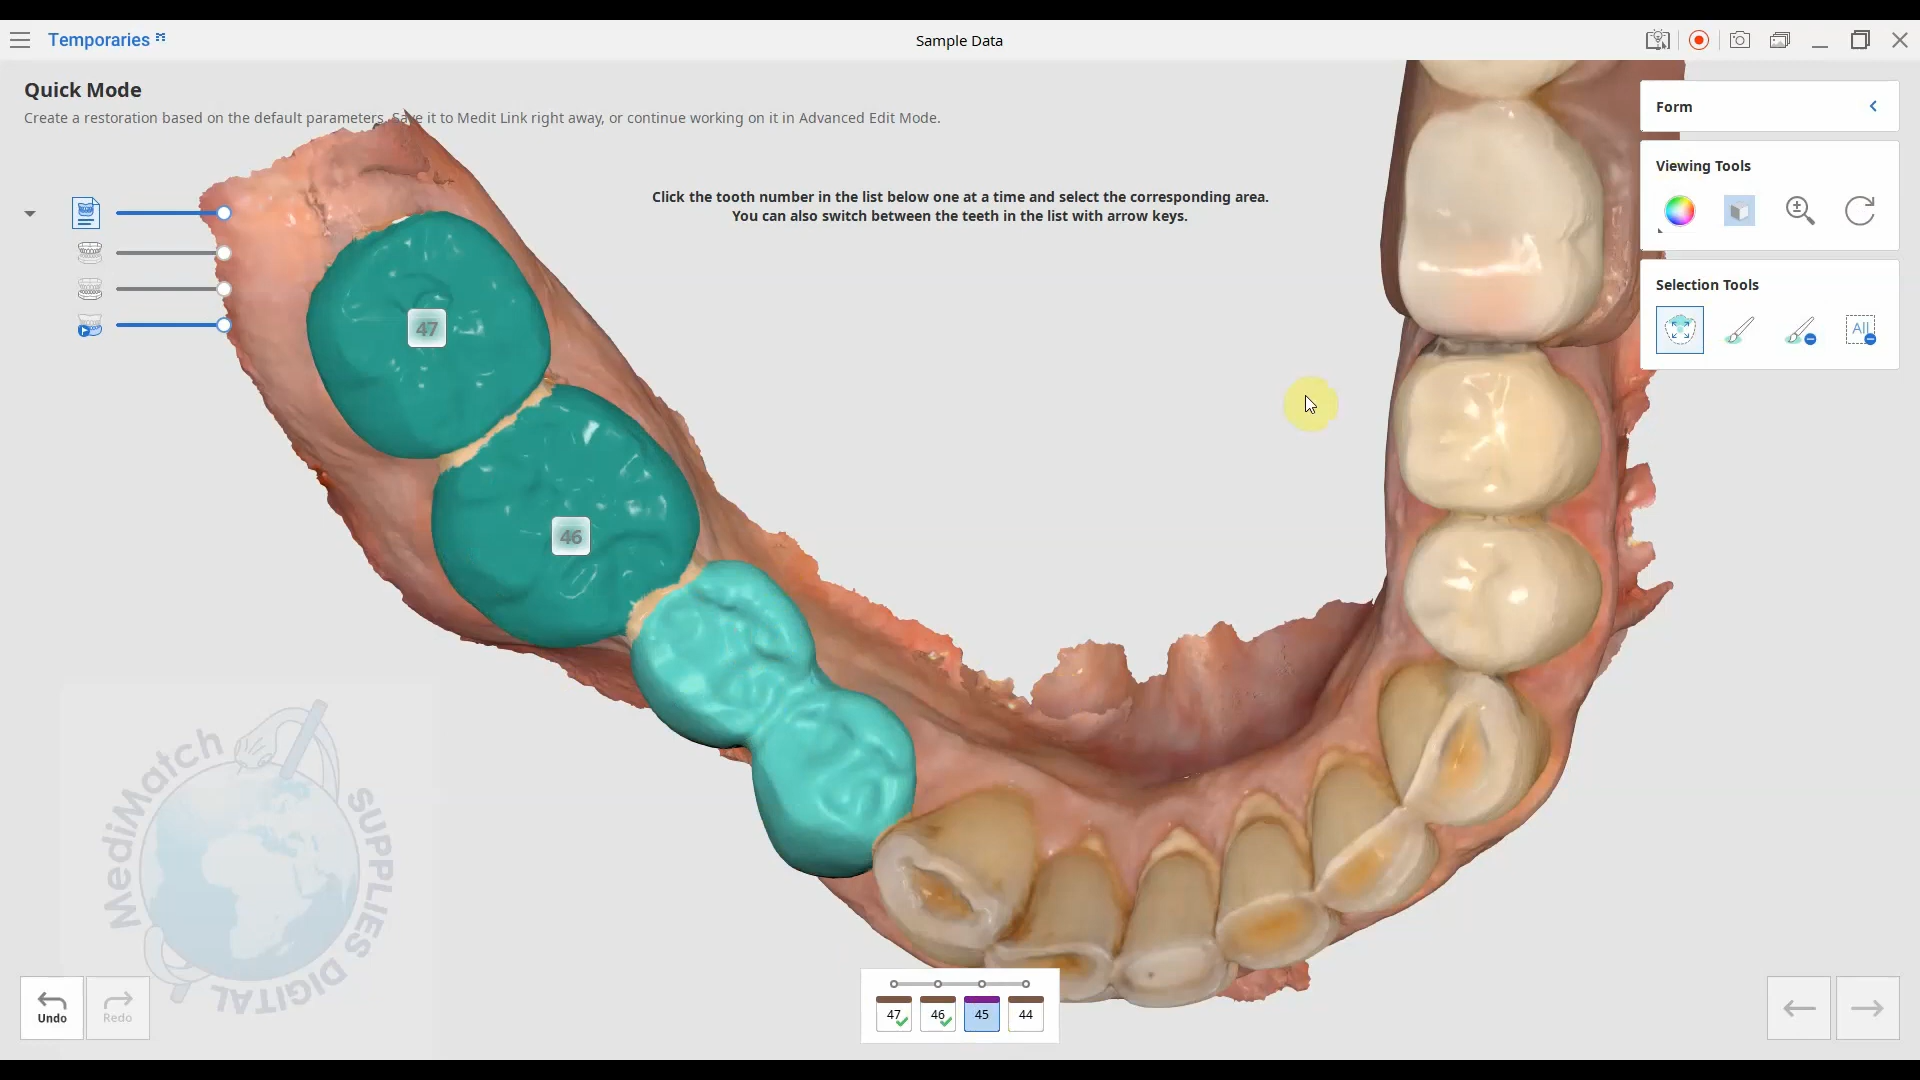 Temporaries
Sample Data
Quick Mode
Create a restoration based on the default parameters. Save it to Medit Link right away, or continue working on it in Advanced Edit Mode.
Form
Viewing Tools
Click the tooth number in the list below one at a time and select the corresponding area.
You can also switch between the teeth in the list with arrow keys.
Selection Tools
All
47
46
MediMatch
DIGITAL SUPPLIES
Undo
Redo
47
46
45
44